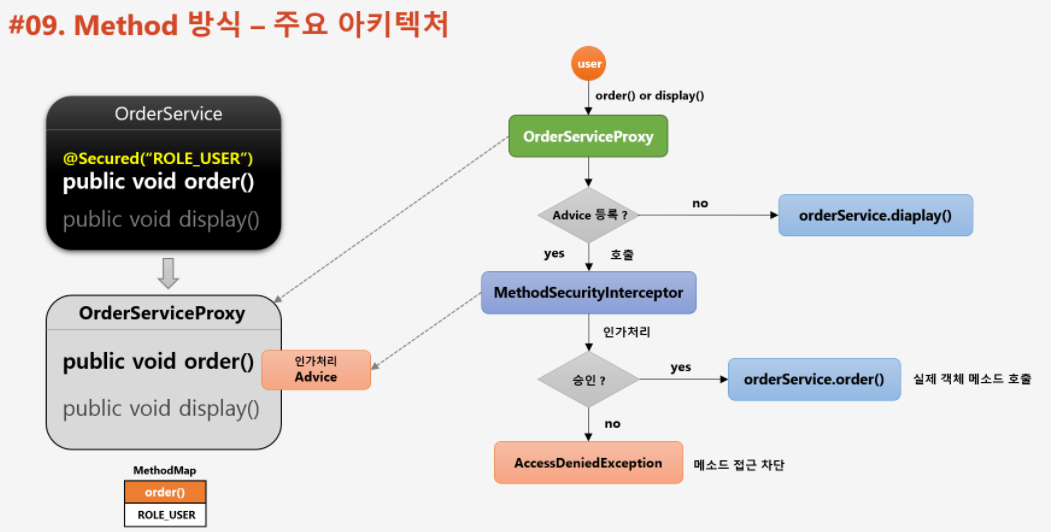 #09. Method 방식 – 주요 아키텍처
OrderService
@Secured(“ROLE_USER”)
public void order()
public void display()
OrderServiceProxy
public void order()
인가처리
Advice
public void display()
MethodMap
order()
ROLE_USER
user
order() or display()
OrderServiceProxy
Advice 등록 ?
no
orderService.diaplay()
yes
호출
MethodSecurityInterceptor
인가처리
승인 ?
yes
orderService.order()
실제 객체 메소드 호출
no
AccessDeniedException
메소드 접근 차단